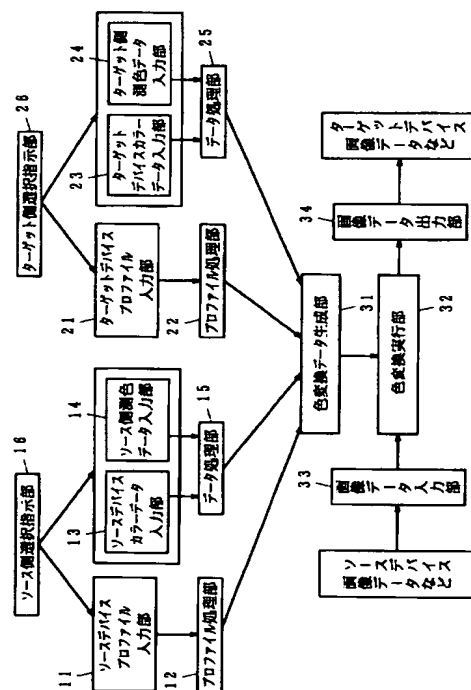 ソース側選択指示部
16
ターゲット側選択指示部
26
11
ソースデバイス
プロファイル
入力部
13
ソースデバイス
カラーデータ
入力部
14
ソース側測色
データ入力部
21
ターゲットデバイス
プロファイル
入力部
23
ターゲット
デバイスカラー
データ入力部
24
ターゲット側
測色データ
入力部
12
プロファイル処理部
データ処理部
15
22
プロファイル処理部
データ処理部
25
色変換データ生成部
31
ソースデバイス
画像データなど
画像データ入力部
33
色変換実行部
32
画像データ出力部
34
ターゲットデバイス
画像データなど